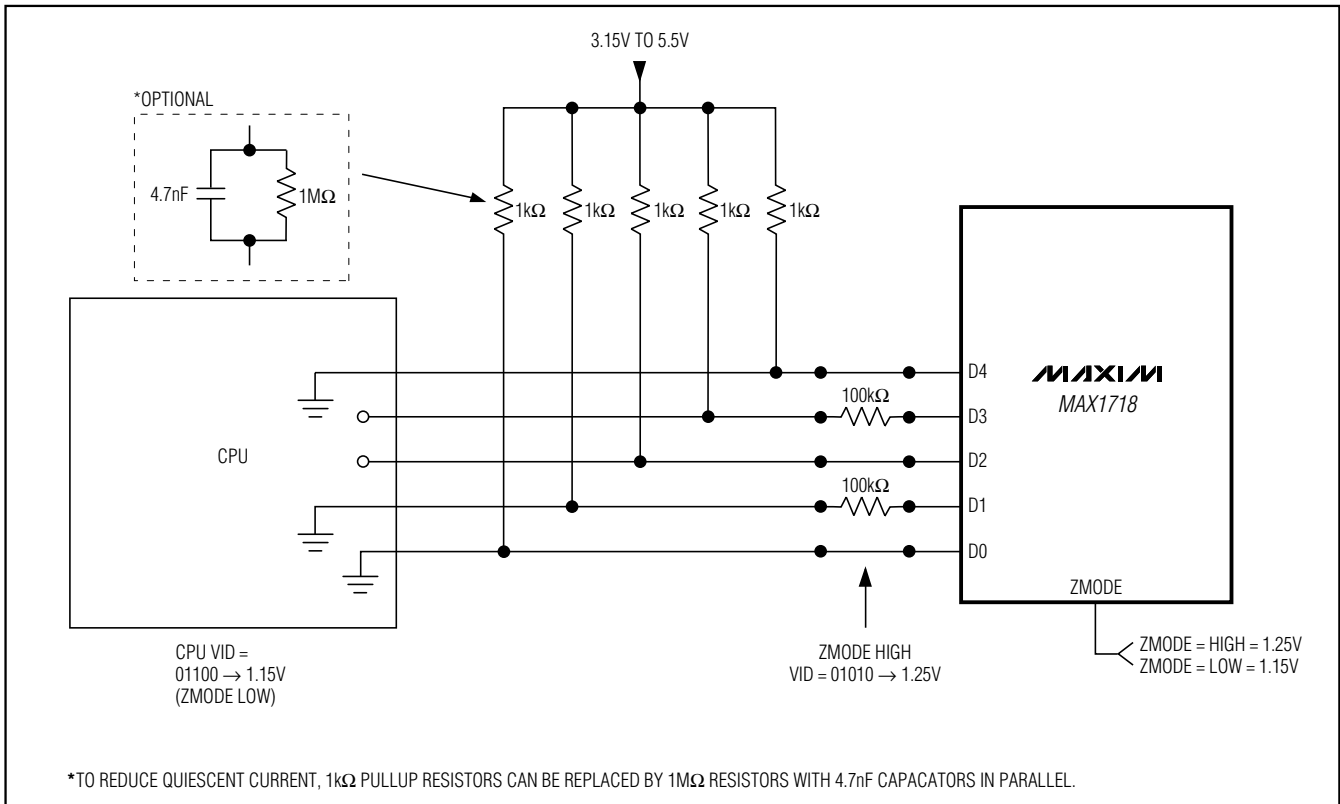 3.15V TO 5.5V
*OPTIONAL
4.7nF
1MΩ
1kΩ
1kΩ
1kΩ
1kΩ
1kΩ
D4
MAXIM
MAX1718
100kΩ
D3
CPU
D2
100kΩ
D1
D0
ZMODE
CPU VID =
01100 → 1.15V
(ZMODE LOW)
ZMODE HIGH
VID = 01010 → 1.25V
ZMODE = HIGH = 1.25V
ZMODE = LOW = 1.15V
*TO REDUCE QUIESCENT CURRENT, 1kΩ PULLUP RESISTORS CAN BE REPLACED BY 1MΩ RESISTORS WITH 4.7nF CAPACATORS IN PARALLEL.